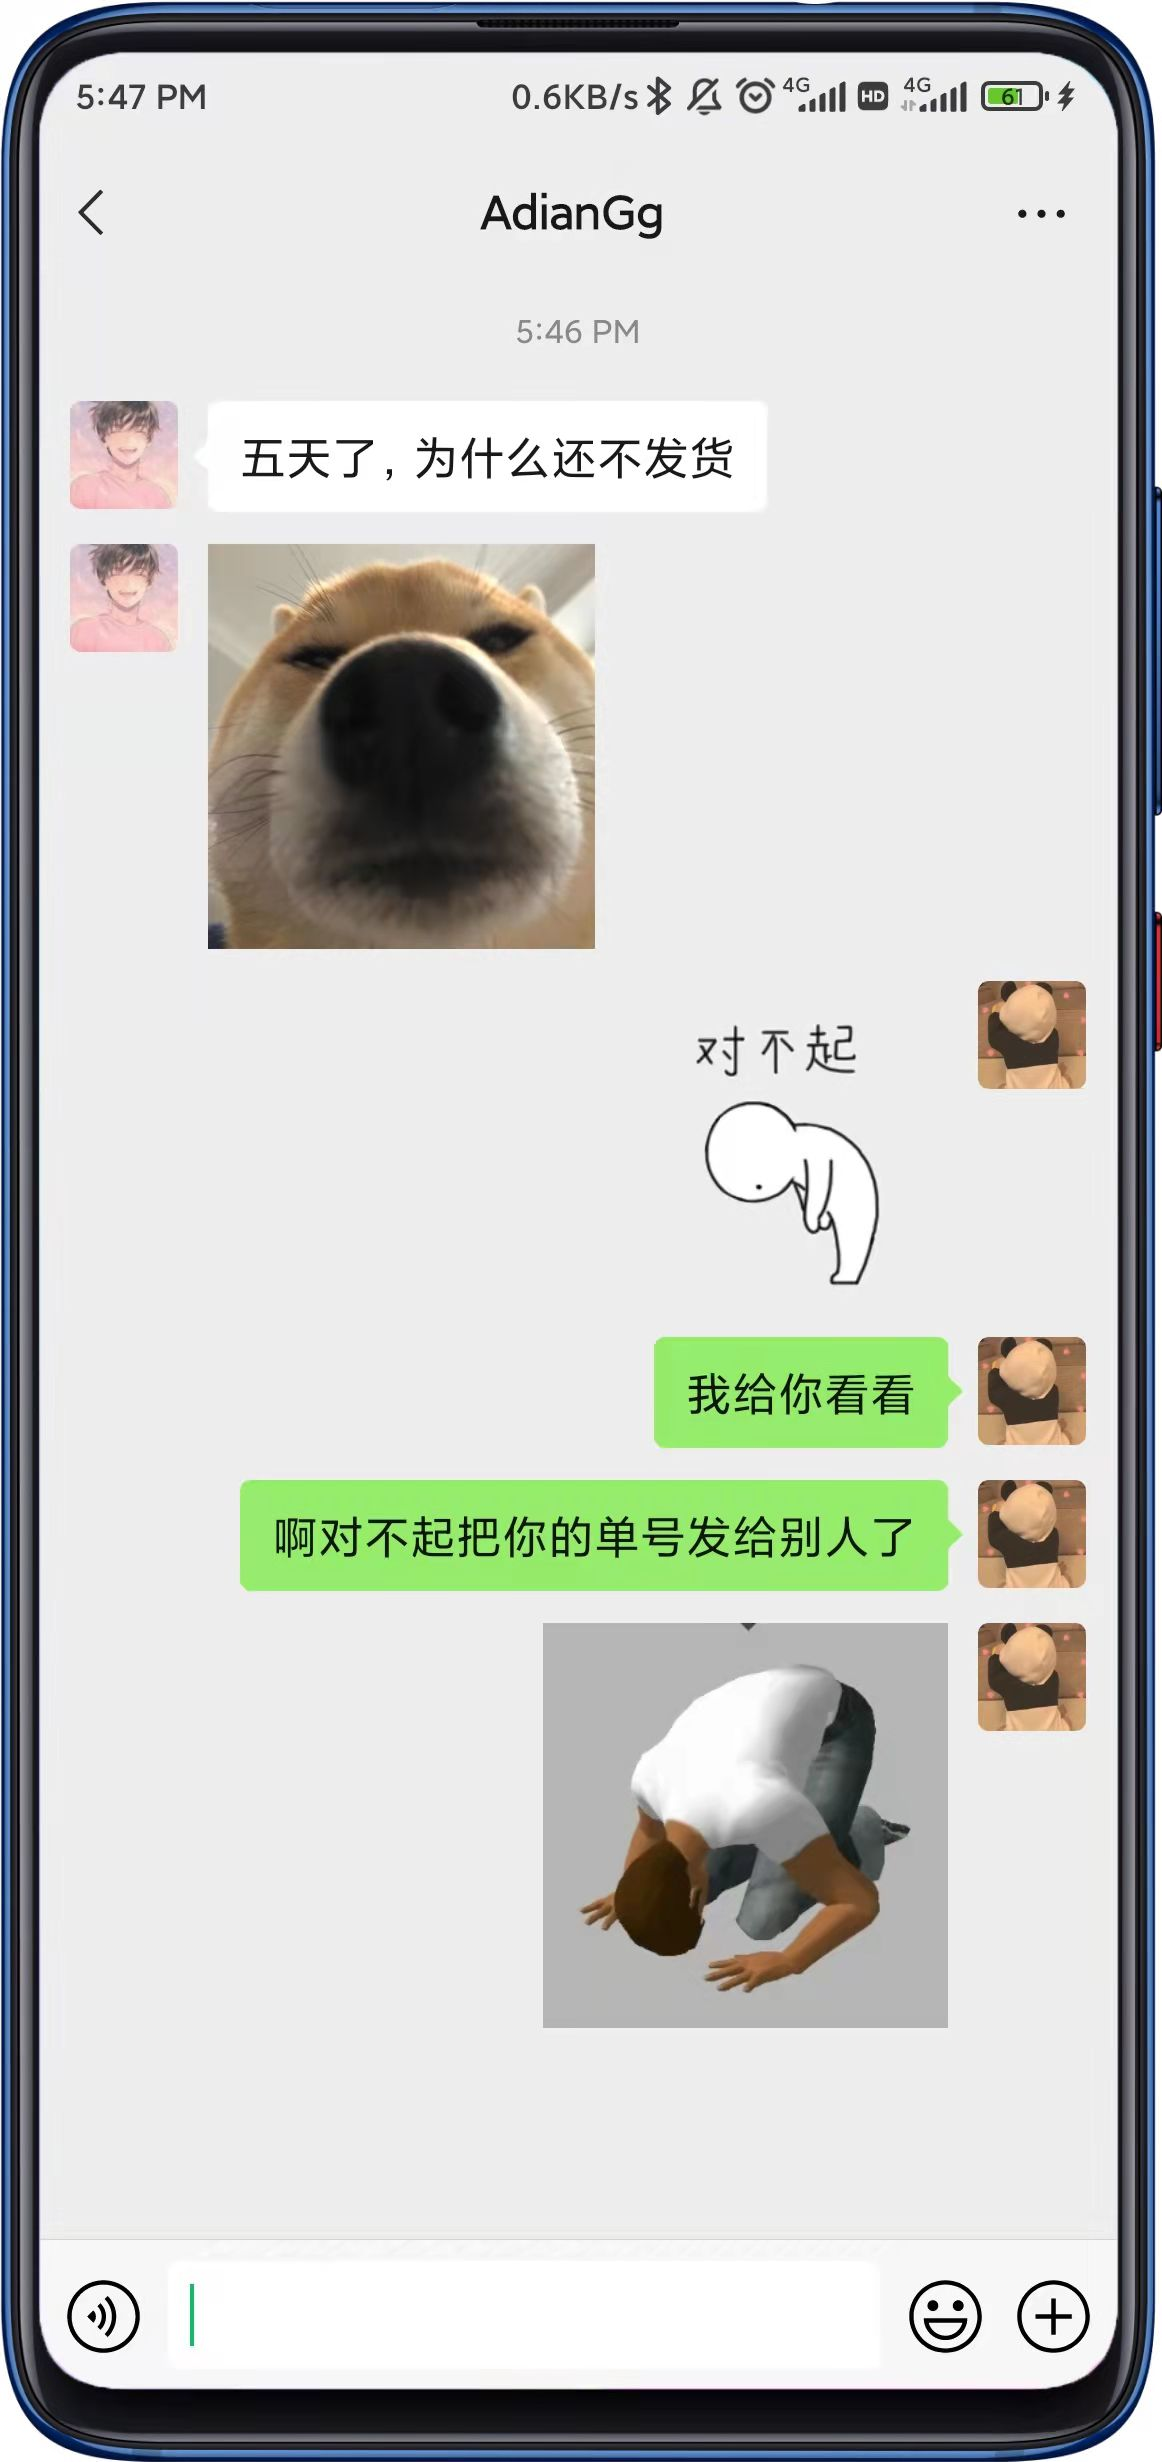 5:47 PM
0.6KB/s 4G HD 4G 61
AdianGg
5:46 PM
五天了，为什么还不发货
对不起
我给你看看
啊对不起把你的单号发给别人了